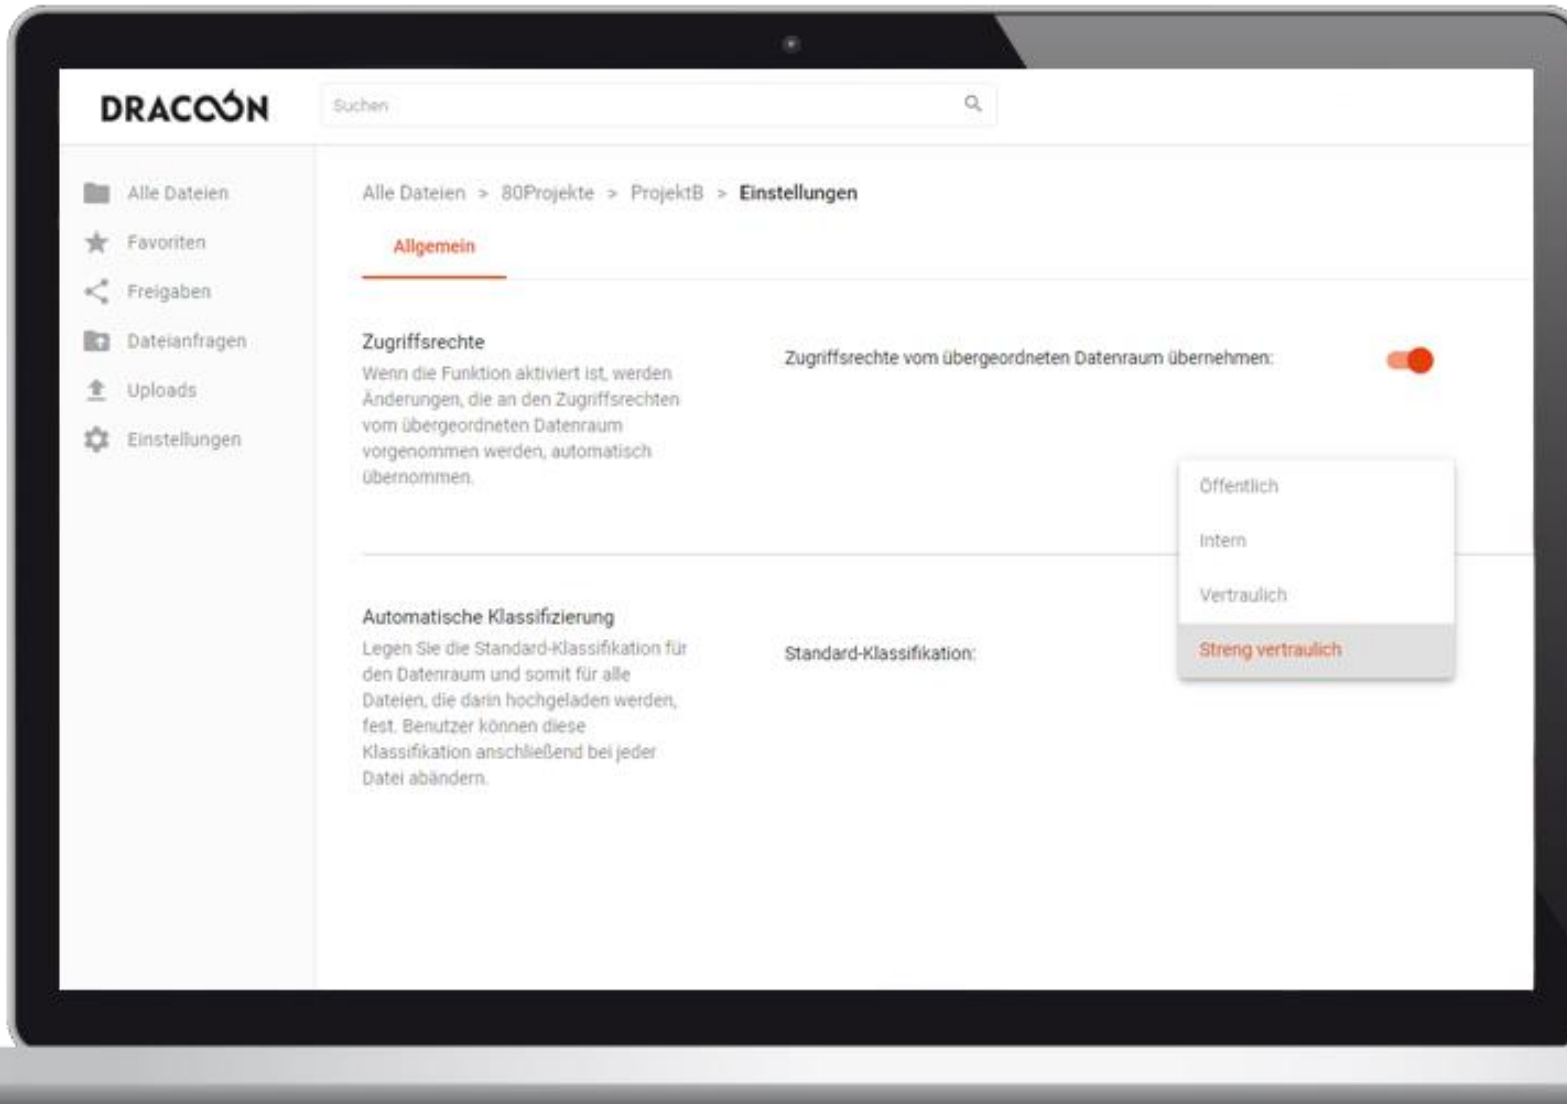 DRACOON
Suchen
Alle Dateien
Favoriten
Freigaben
Dateianfragen
Uploads
Einstellungen
Alle Dateien > 80Projekte > ProjektB > Einstellungen
Allgemein
Zugriffsrechte
Wenn die Funktion aktiviert ist, werden
Änderungen, die an den Zugriffsrechten
vom übergeordneten Datenraum
vorgenommen werden, automatisch
übernommen.
Zugriffsrechte vom übergeordneten Datenraum übernehmen:
Öffentlich
Intern
Vertraulich
Streng vertraulich
Automatische Klassifizierung
Legen Sie die Standard-Klassifikation für
den Datenraum und somit für alle
Dateien, die darin hochgeladen werden,
fest. Benutzer können diese
Klassifikation anschließend bei jeder
Datei abändern.
Standard-Klassifikation: